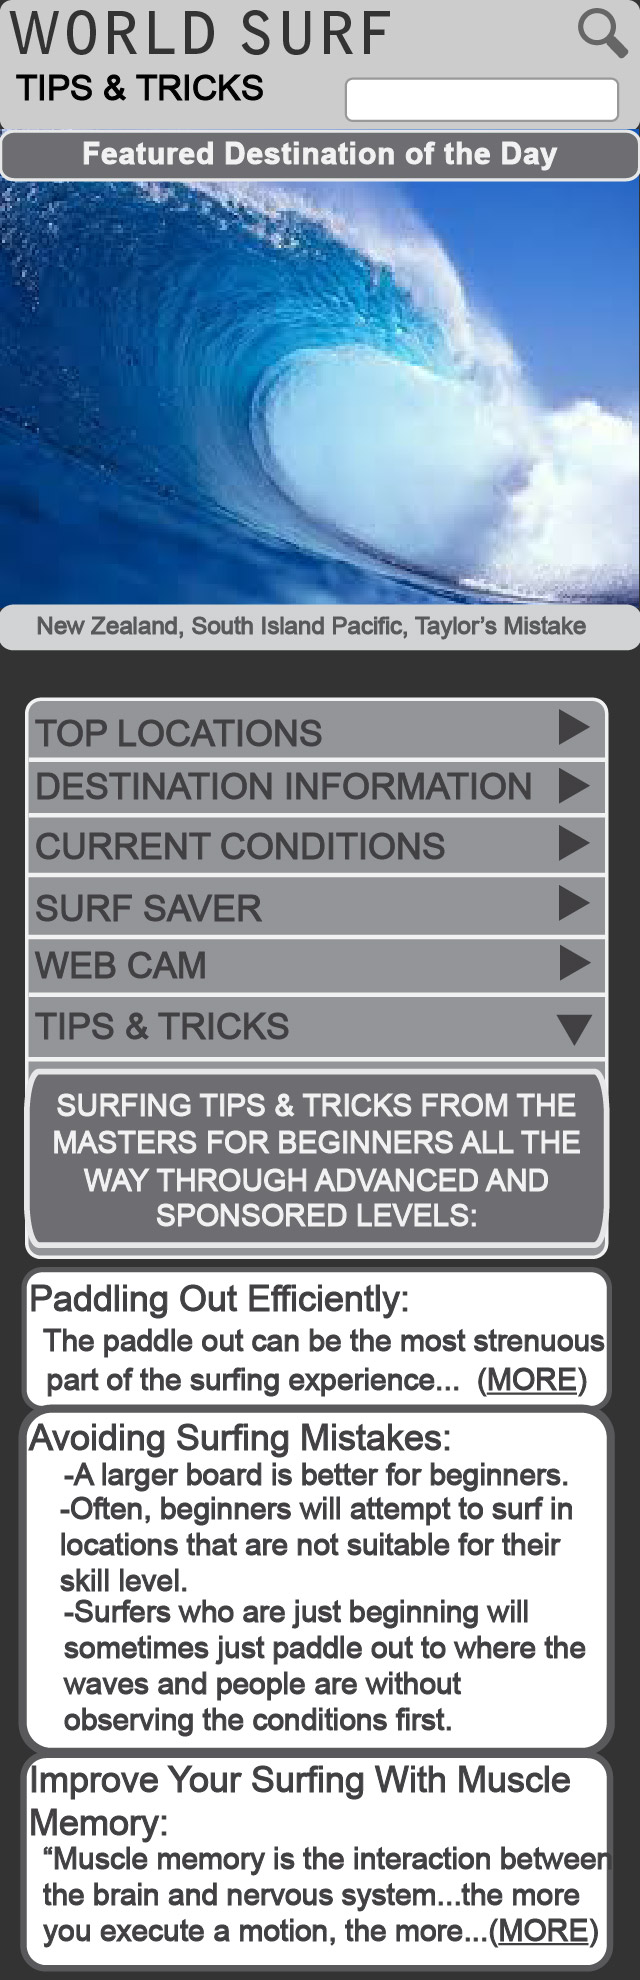 WORLD SURF
TIPS & TRICKS
Featured Destination of the Day
New Zealand, South Island Pacific, Taylor’s Mistake
TOP LOCATIONS
DESTINATION INFORMATION
CURRENT CONDITIONS
SURF SAVER
WEB CAM
TIPS & TRICKS
SURFING TIPS & TRICKS FROM THE
MASTERS FOR BEGINNERS ALL THE
WAY THROUGH ADVANCED AND
SPONSORED LEVELS:
Paddling Out Efficiently:
The paddle out can be the most strenuous
part of the surfing experience... (MORE)
Avoiding Surfing Mistakes:
-A larger board is better for beginners.
-Often, beginners will attempt to surf in
locations that are not suitable for their
skill level.
-Surfers who are just beginning will
sometimes just paddle out to where the
waves and people are without
observing the conditions first.
Improve Your Surfing With Muscle
Memory:
“Muscle memory is the interaction between
the brain and nervous system...the more
you execute a motion, the more...(MORE)